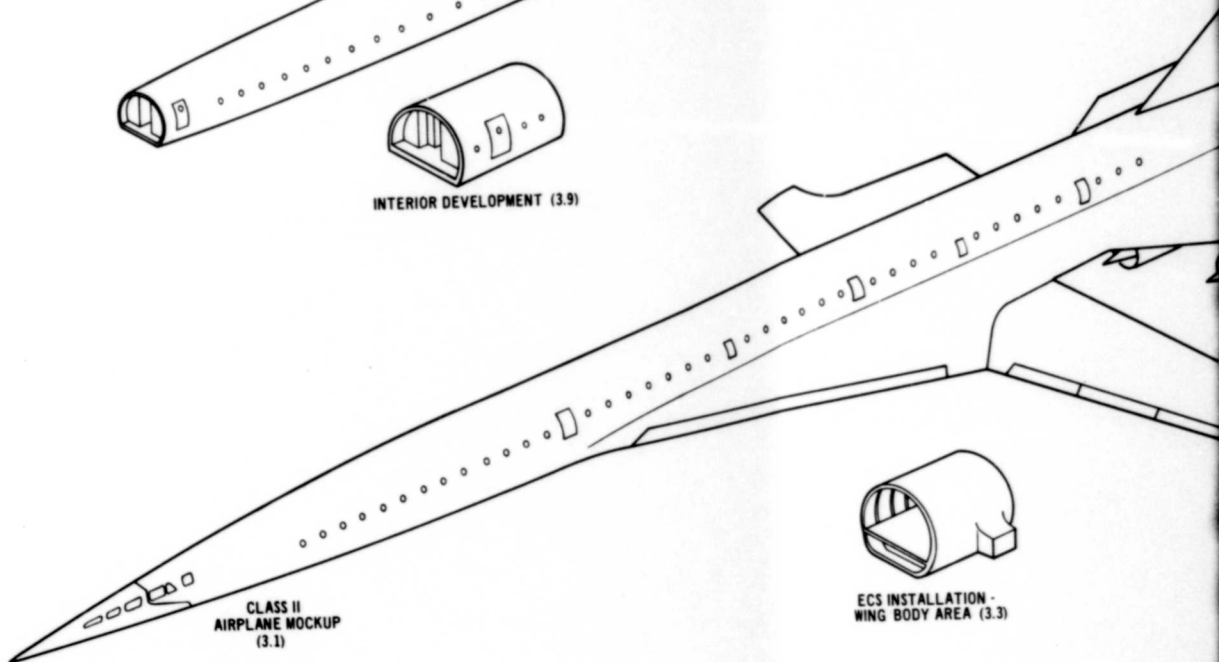 INTERIOR DEVELOPMENT (3.9)
CLASS II
AIRPLANE MOCKUP
(3.1)
ECS INSTALLATION -
WING BODY AREA (3.3)